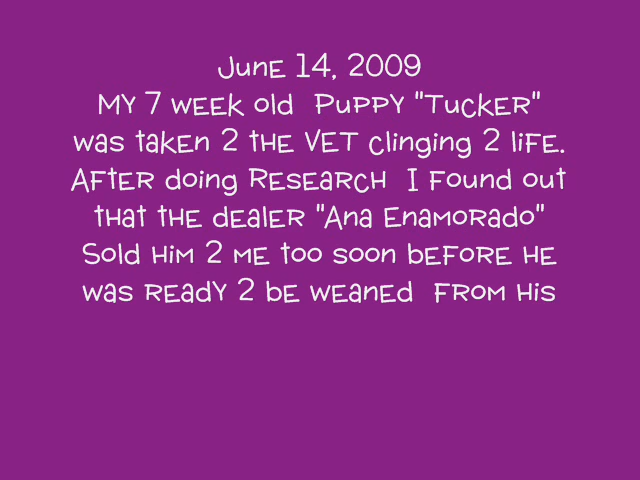 June 14, 2009
My 7 week old Puppy "Tucker"
was taken 2 the VET clinging 2 life.
After doing Research I found out
that the dealer "Ana Enamorado"
Sold him 2 me too soon before he
was ready 2 be weaned from his